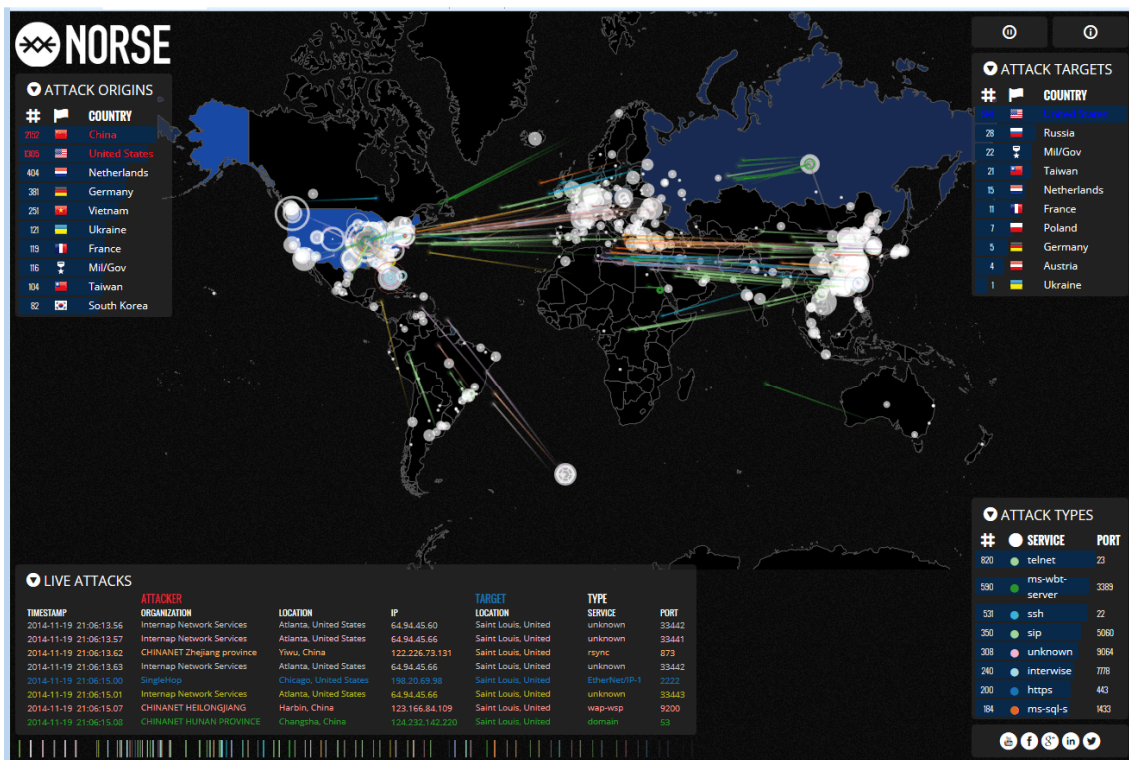 NORSE
ATTACK ORIGINS
# COUNTRY
2152 China
1305 United States
404 Netherlands
381 Germany
251 Vietnam
121 Ukraine
119 France
116 Mil/Gov
104 Taiwan
82 South Korea
ATTACK TARGETS
# COUNTRY
United States
28 Russia
22 Mil/Gov
21 Taiwan
15 Netherlands
11 France
7 Poland
5 Germany
4 Austria
1 Ukraine
LIVE ATTACKS
ATTACKER TARGET TYPE
TIMESTAMP ORGANIZATION LOCATION IP LOCATION SERVICE PORT
2014-11-19 21:06:13.56 Internap Network Services Atlanta, United States 64.94.45.60 Saint Louis, United unknown 33442
2014-11-19 21:06:13.57 Internap Network Services Atlanta, United States 64.94.45.66 Saint Louis, United unknown 33441
2014-11-19 21:06:13.62 CHINANET Zhejiang province Yiwu, China 122.226.73.131 Saint Louis, United rsync 873
2014-11-19 21:06:13.63 Internap Network Services Atlanta, United States 64.94.45.66 Saint Louis, United unknown 33442
2014-11-19 21:06:15.00 SingleHop Chicago, United States 198.20.69.98 Saint Louis, United EtherNet/IP-1 2222
2014-11-19 21:06:15.01 Internap Network Services Atlanta, United States 64.94.45.66 Saint Louis, United unknown 33443
2014-11-19 21:06:15.07 CHINANET HEILONGJIANG Harbin, China 123.166.84.109 Saint Louis, United wap-wsp 9200
2014-11-19 21:06:15.08 CHINANET HUNAN PROVINCE Changsha, China 124.232.142.220 Saint Louis, United domain 53
ATTACK TYPES
# SERVICE PORT
820 telnet 23
590 ms-wbt-server 3389
531 ssh 22
350 sip 5060
308 unknown 9064
240 interwise 7778
200 https 443
184 ms-sql-s 1433